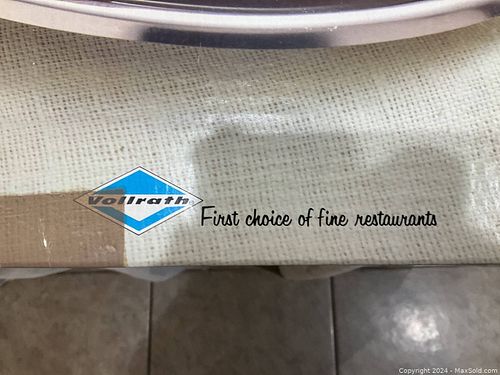 Vollrath
First choice of fine restaurants
Copyright 2024 - MaxSold.com